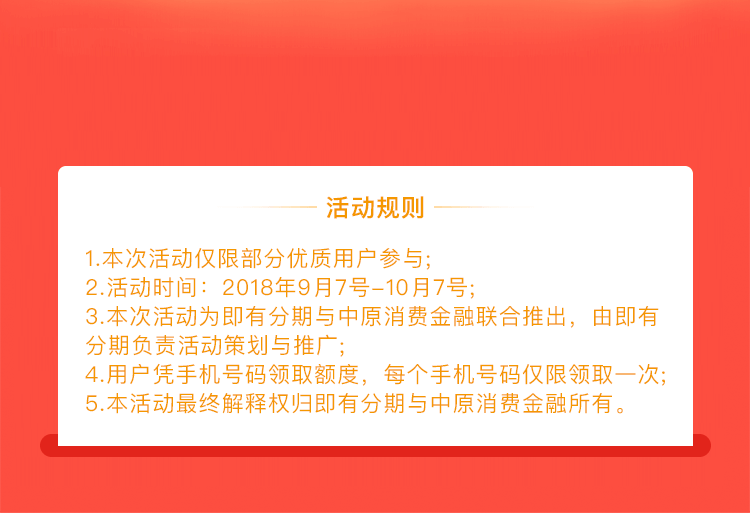 活动规则
1.本次活动仅限部分优质用户参与;
2.活动时间：2018年9月7号-10月7号;
3.本次活动为即有分期与中原消费金融联合推出，由即有
分期负责活动策划与推广;
4.用户凭手机号码领取额度，每个手机号码仅限领取一次;
5.本活动最终解释权归即有分期与中原消费金融所有。